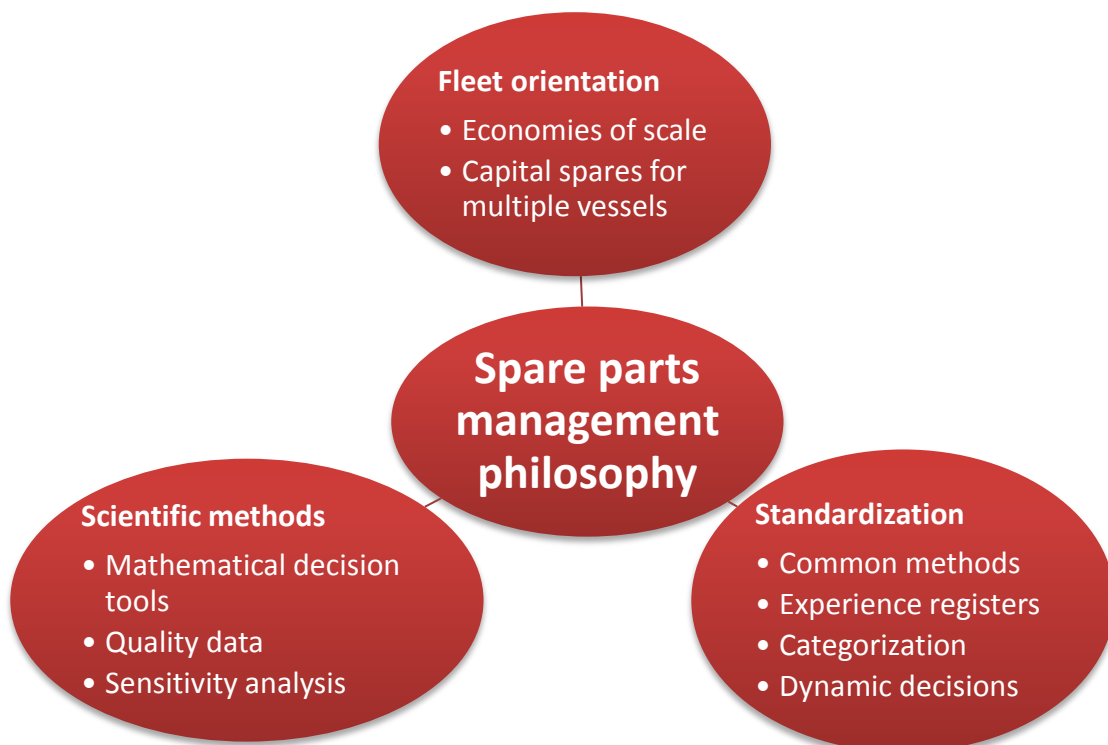 Fleet orientation
• Economies of scale
• Capital spares for
multiple vessels
Spare parts
management
philosophy
Scientific methods
• Mathematical decision
tools
• Quality data
• Sensitivity analysis
Standardization
• Common methods
• Experience registers
• Categorization
• Dynamic decisions